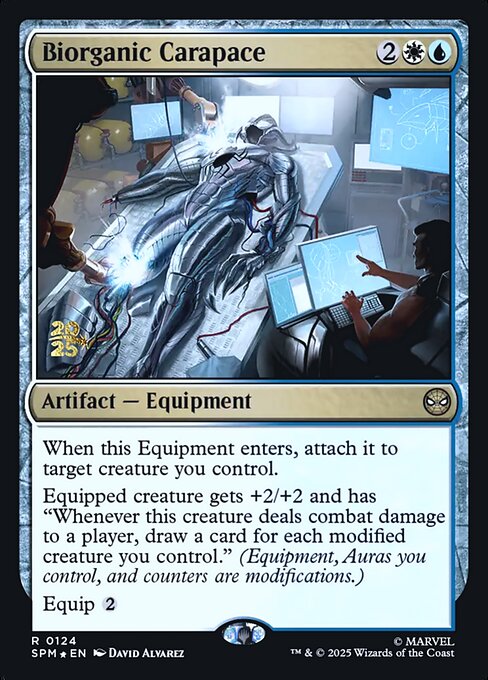 Biorganic Carapace 2
2025
Artifact — Equipment
When this Equipment enters, attach it to
target creature you control.
Equipped creature gets +2/+2 and has
“Whenever this creature deals combat damage
to a player, draw a card for each modified
creature you control.” (Equipment, Auras you
control, and counters are modifications.)
Equip 2
R 0124
SPM★EN DAVID ALVAREZ
© MARVEL
™ & © 2025 Wizards of the Coast